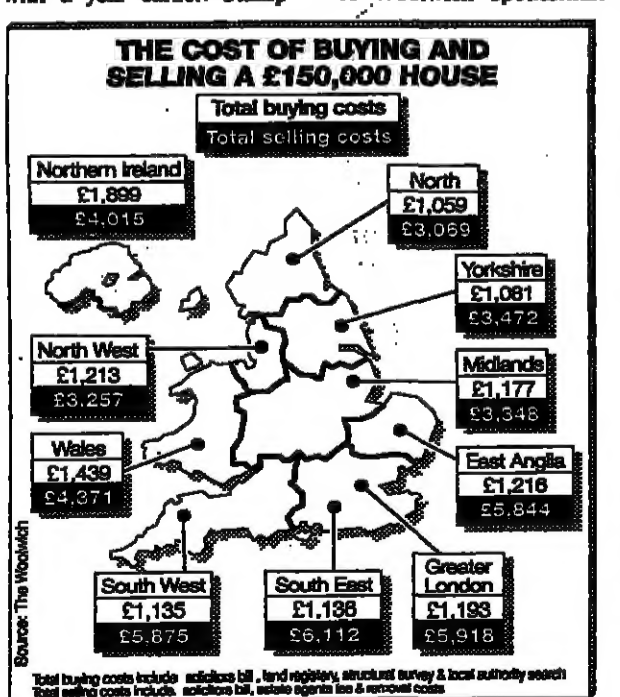 THE COST OF BUYING AND
SELLING A £150,000 HOUSE
Total buying costs
Total selling costs
Northern Ireland
£1,899
£4,015
North
£1,059
£3,069
Yorkshire
£1,081
£3,472
North West
£1,213
£3,257
Midlands
£1,177
£3,348
Wales
£1,439
£4,371
East Anglia
£1,216
£5,844
South West
£1,135
£5,875
South East
£1,136
£6,112
Greater
London
£1,193
£5,918
Source: The Woolwich
Total buying costs include solicitors bill, land registry, structural survey & local authority search
Total selling costs include. solicitors bill, estate agents fee & removal costs